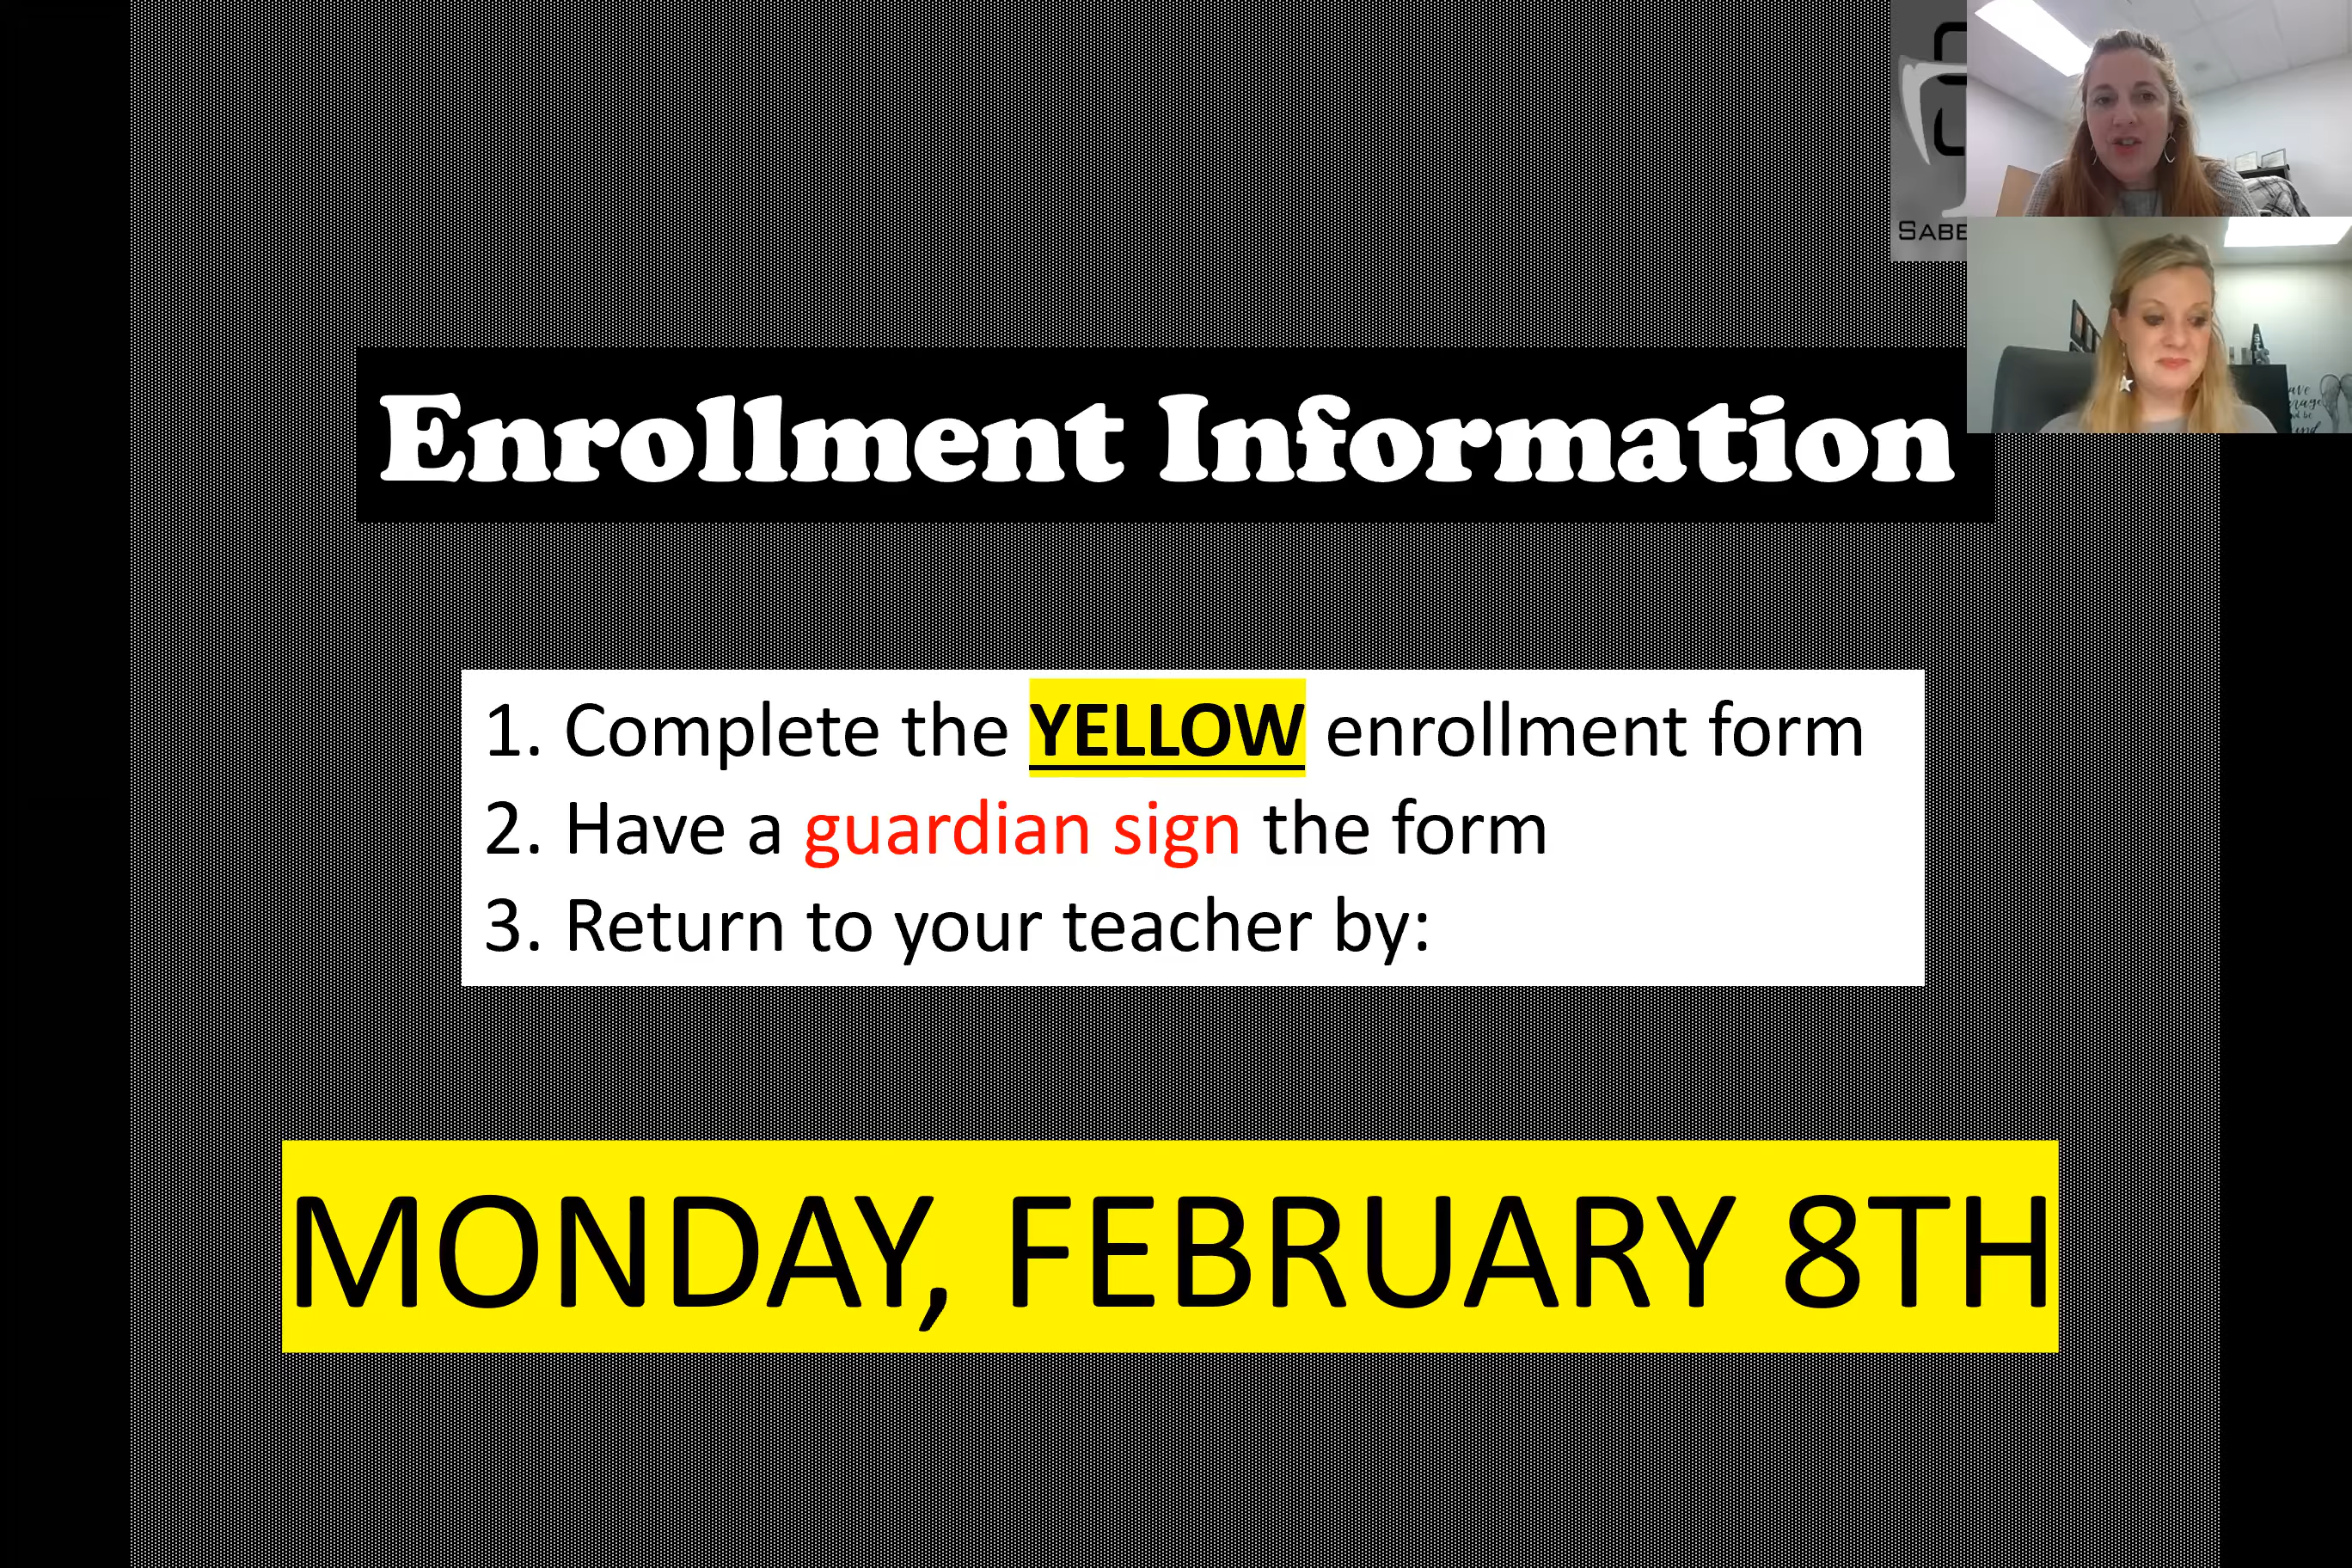 SABE
Enrollment Information
1. Complete the YELLOW enrollment form
2. Have a guardian sign the form
3. Return to your teacher by:
MONDAY, FEBRUARY 8TH